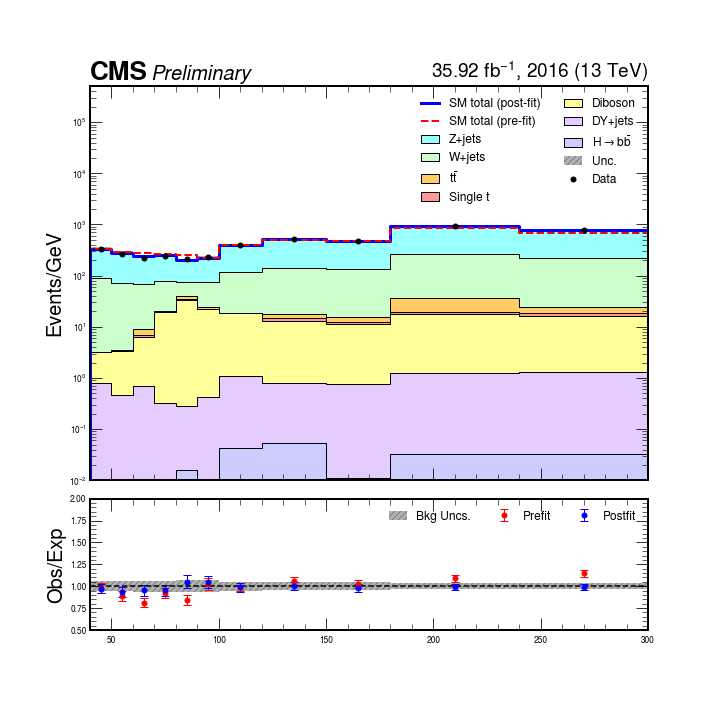 CMS Preliminary 35.92 fb⁻¹, 2016 (13 TeV)
Events/GeV
10⁵
10⁴
10³
10²
10¹
10⁰
10⁻¹
10⁻²
SM total (post-fit)
SM total (pre-fit)
Z+jets
W+jets
tt̄
Single t
Diboson
DY+jets
H→bb̄
Unc.
Data
Obs/Exp
2.00
1.75
1.50
1.25
1.00
0.75
0.50
Bkg Uncs. Prefit Postfit
50 100 150 200 250 300